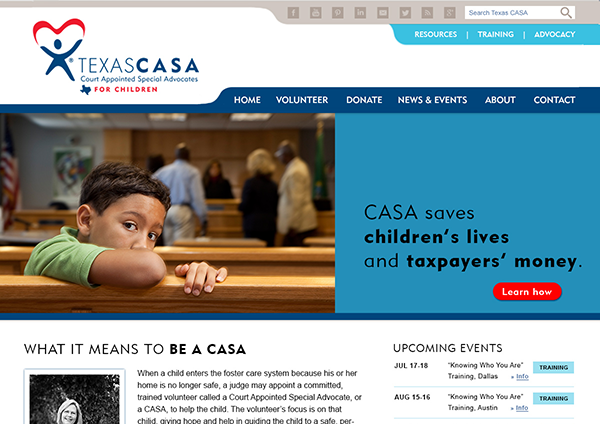 Search Texas CASA
RESOURCES | TRAINING | ADVOCACY
TEXASCASA
Court Appointed Special Advocates
FOR CHILDREN
HOME VOLUNTEER DONATE NEWS & EVENTS ABOUT CONTACT
CASA saves
children's lives
and taxpayers' money.
Learn how
WHAT IT MEANS TO BE A CASA
When a child enters the foster care system because his or her
home is no longer safe, a judge may appoint a committed,
trained volunteer called a Court Appointed Special Advocate, or
a CASA, to help the child. The volunteer's focus is on that
chilid, giving hope and help in guiding the child to a safe, per-
UPCOMING EVENTS
JUL 17-18 "Knowing Who You Are" TRAINING
Training, Dallas » Info
AUG 15-16 "Knowing Who You Are" TRAINING
Training, Austin » Info